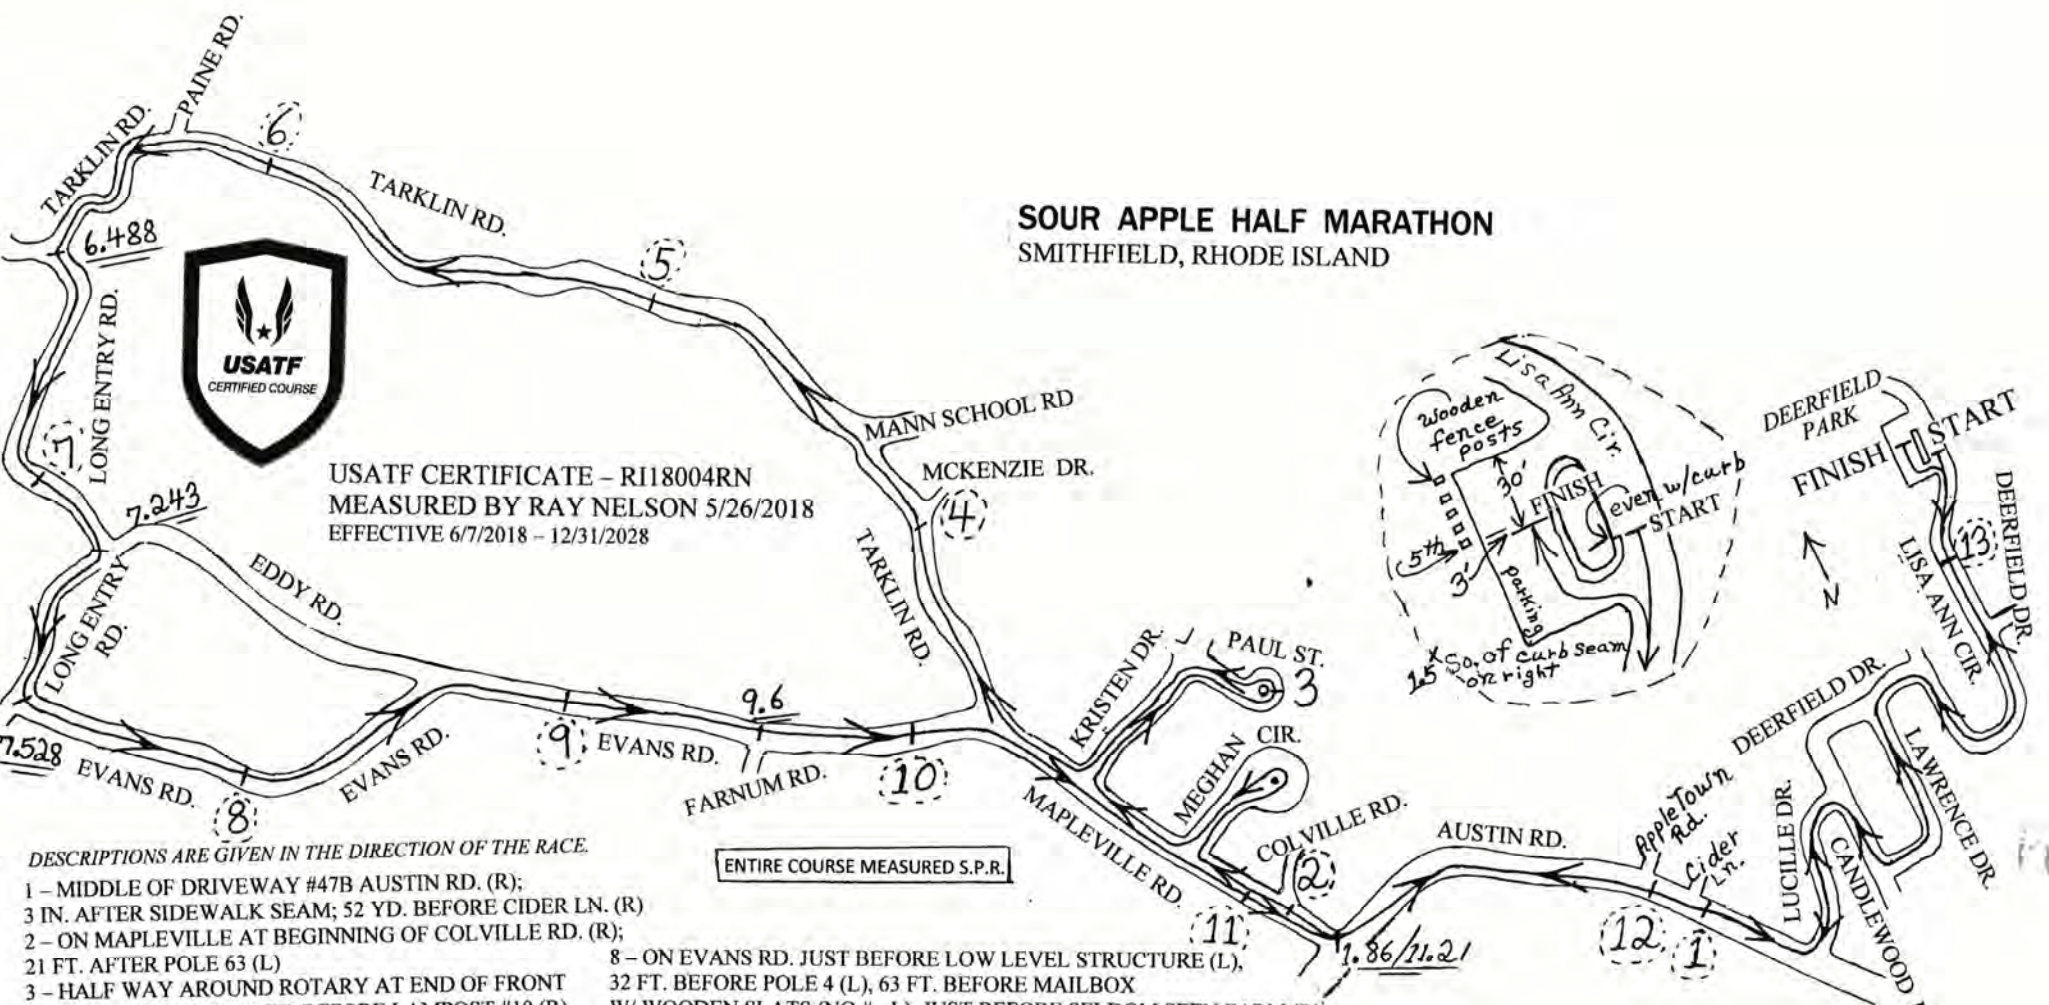 PAINE RD.
TARKLIN RD.
6
TARKLIN RD.
6.488
5
USATF
CERTIFIED COURSE
LONG ENTRY RD.
7
7.243
SOUR APPLE HALF MARATHON
SMITHFIELD, RHODE ISLAND
USATF CERTIFICATE – RI18004RN
MEASURED BY RAY NELSON 5/26/2018
EFFECTIVE 6/7/2018 – 12/31/2028
MANN SCHOOL RD
MCKENZIE DR.
4
TARKLIN RD.
EDDY RD.
LONG ENTRY
RD.
7.528
EVANS RD.
8
EVANS RD.
9
EVANS RD.
9.6
FARNUM RD.
10
KRISTEN DR.
PAUL ST.
3
MEGHAN CIR.
MAPLEVILLE RD.
COLVILLE RD.
2
11
1.86/11.21
AUSTIN RD.
AppleTown
Rd.
Cider
Ln.
12
1
LUCILLE DR.
CANDLEWOOD
LAWRENCE DR.
DEERFIELD DR.
LISA ANN CIR.
13
DEERFIELD DR.
DEERFIELD
PARK
FINISH
START
N
Lisa Ann Cir.
Wooden
fence
posts
30'
FINISH
even w/curb
START
5th
3'
parking
15' So. of curb seam
on right
ENTIRE COURSE MEASURED S.P.R.
DESCRIPTIONS ARE GIVEN IN THE DIRECTION OF THE RACE.
1 – MIDDLE OF DRIVEWAY #47B AUSTIN RD. (R);
3 IN. AFTER SIDEWALK SEAM; 52 YD. BEFORE CIDER LN. (R)
2 – ON MAPLEVILLE AT BEGINNING OF COLVILLE RD. (R);
21 FT. AFTER POLE 63 (L)
3 – HALF WAY AROUND ROTARY AT END OF FRONT
8 – ON EVANS RD. JUST BEFORE LOW LEVEL STRUCTURE (L),
32 FT. BEFORE POLE 4 (L), 63 FT. BEFORE MAILBOX